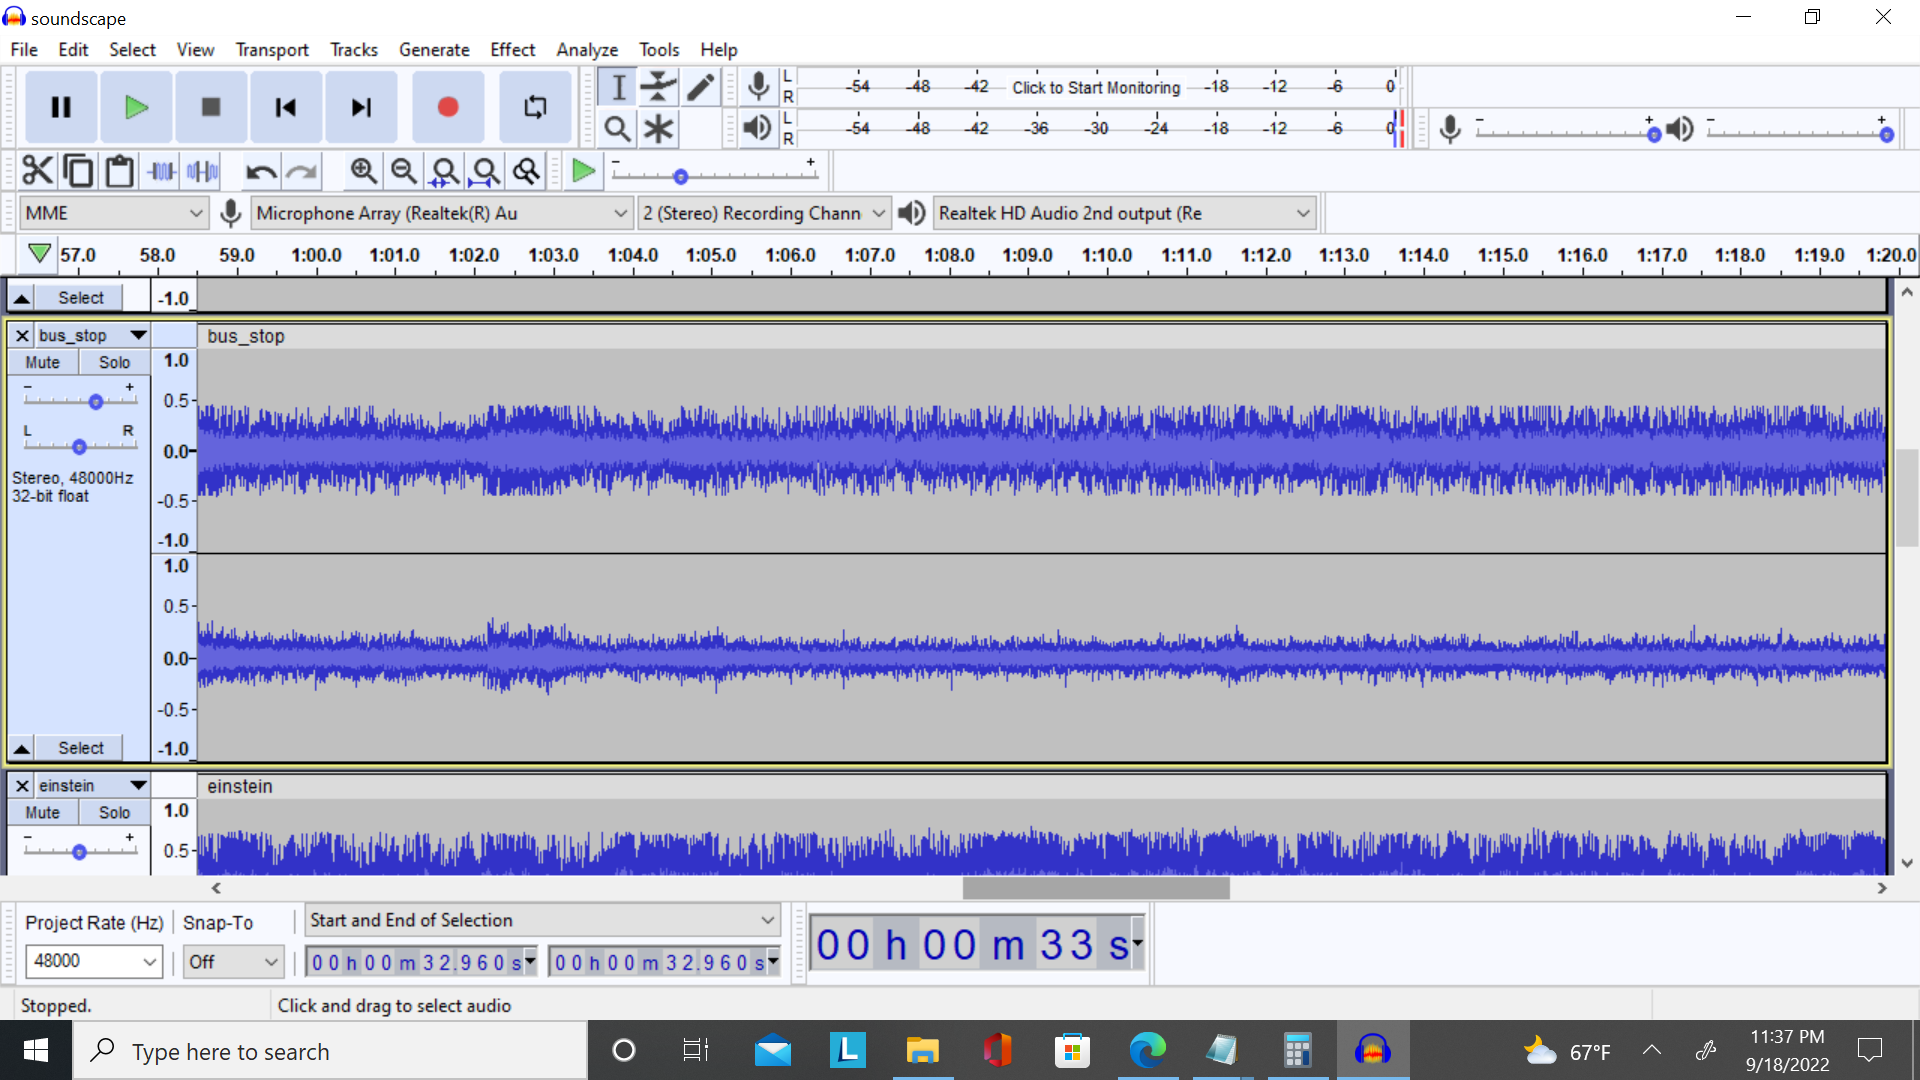 soundscape
File Edit Select View Transport Tracks Generate Effect Analyze Tools Help
L R -54 -48 -42 Click to Start Monitoring -18 -12 -6 0
L R -54 -48 -42 -36 -30 -24 -18 -12 -6 0
- + - +
- +
MME Microphone Array (Realtek(R) Au 2 (Stereo) Recording Chann Realtek HD Audio 2nd output (Re
57.0 58.0 59.0 1:00.0 1:01.0 1:02.0 1:03.0 1:04.0 1:05.0 1:06.0 1:07.0 1:08.0 1:09.0 1:10.0 1:11.0 1:12.0 1:13.0 1:14.0 1:15.0 1:16.0 1:17.0 1:18.0 1:19.0 1:20.0
Select -1.0
bus_stop bus_stop
Mute Solo 1.0
- +
0.5
L R
0.0
Stereo, 48000Hz
32-bit float
-0.5
-1.0
1.0
0.5
0.0
-0.5
Select -1.0
einstein einstein
Mute Solo 1.0
- +
0.5
Project Rate (Hz) Snap-To Start and End of Selection
48000 Off 00h00m32.960s 00h00m32.960s 00h00m33s
Stopped. Click and drag to select audio
Type here to search L 67°F 11:37 PM
9/18/2022